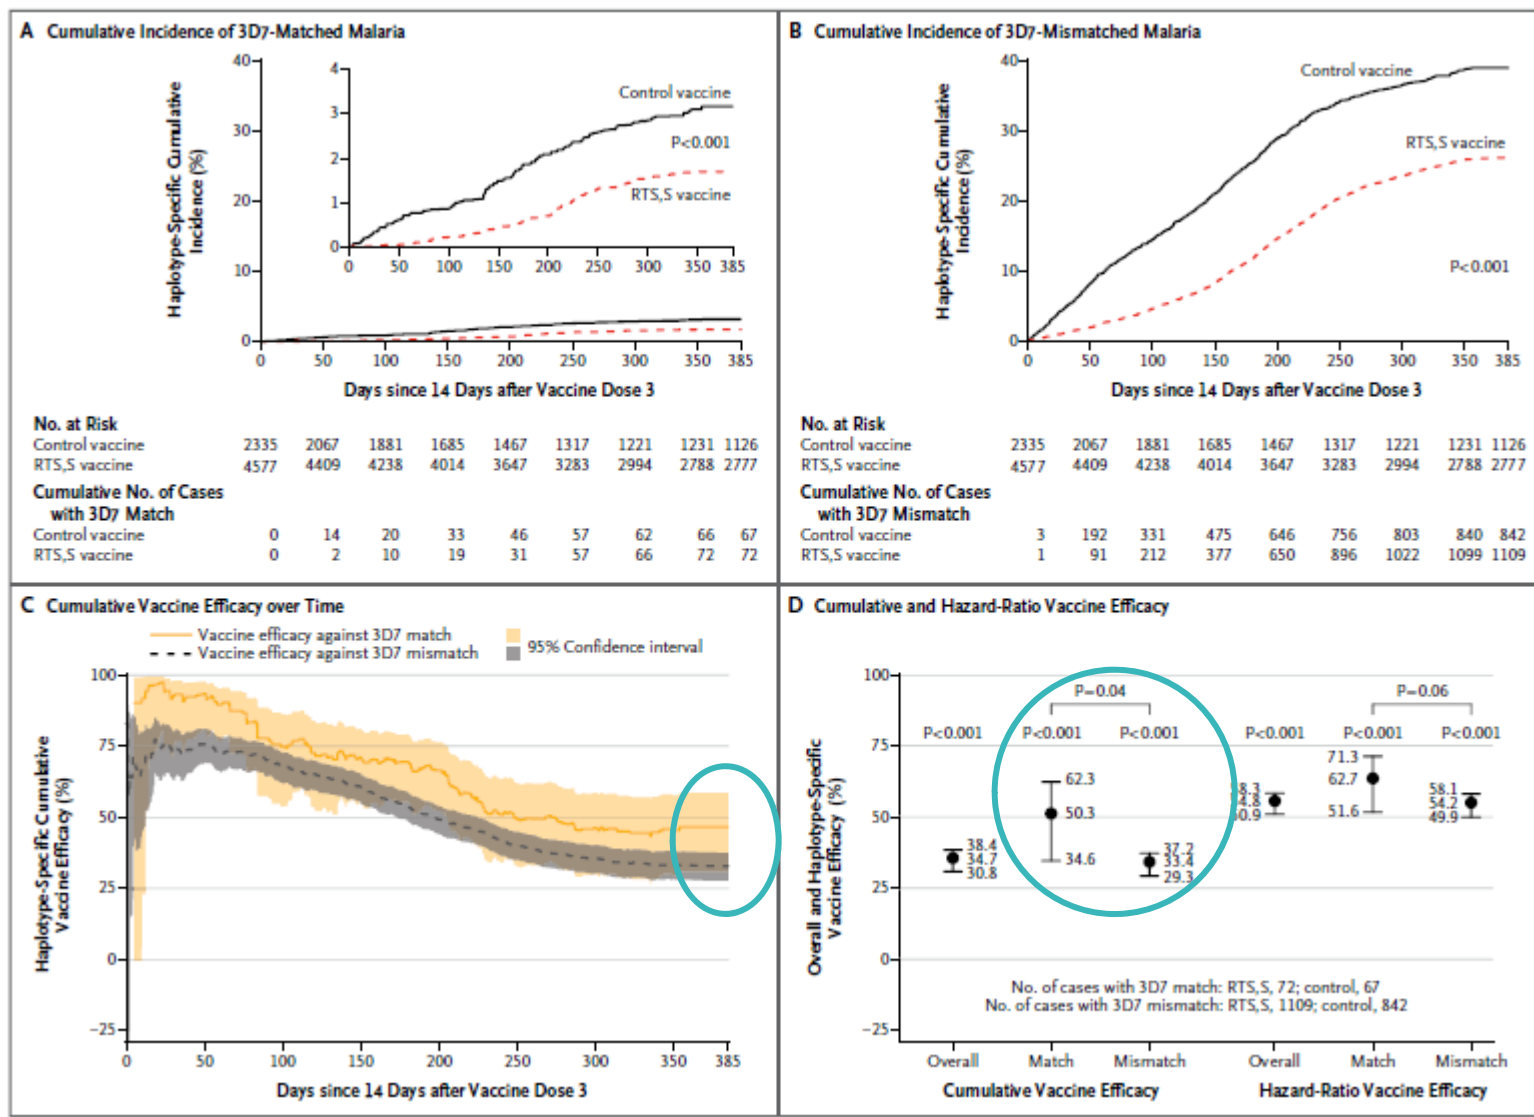 A Cumulative Incidence of 3D7-Matched Malaria
Haplotype-Specific Cumulative
Incidence (%)
40
30
20
10
0
4
3
2
1
0
Control vaccine
P<0.001
RTS,S vaccine
0 50 100 150 200 250 300 350 385
0 50 100 150 200 250 300 350 385
Days since 14 Days after Vaccine Dose 3
No. at Risk
Control vaccine 2335 2067 1881 1685 1467 1317 1221 1231 1126
RTS,S vaccine 4577 4409 4238 4014 3647 3283 2994 2788 2777
Cumulative No. of Cases
with 3D7 Match
Control vaccine 0 14 20 33 46 57 62 66 67
RTS,S vaccine 0 2 10 19 31 57 66 72 72
B Cumulative Incidence of 3D7-Mismatched Malaria
Haplotype-Specific Cumulative
Incidence (%)
40
30
20
10
0
Control vaccine
RTS,S vaccine
P<0.001
0 50 100 150 200 250 300 350 385
Days since 14 Days after Vaccine Dose 3
No. at Risk
Control vaccine 2335 2067 1881 1685 1467 1317 1221 1231 1126
RTS,S vaccine 4577 4409 4238 4014 3647 3283 2994 2788 2777
Cumulative No. of Cases
with 3D7 Mismatch
Control vaccine 3 192 331 475 646 756 803 840 842
RTS,S vaccine 1 91 212 377 650 896 1022 1099 1109
C Cumulative Vaccine Efficacy over Time
Vaccine efficacy against 3D7 match
Vaccine efficacy against 3D7 mismatch
95% Confidence interval
Haplotype-Specific Cumulative
Vaccine Efficacy (%)
100
75
50
25
0
−25
0 50 100 150 200 250 300 350 385
Days since 14 Days after Vaccine Dose 3
D Cumulative and Hazard-Ratio Vaccine Efficacy
Overall and Haplotype-Specific
Vaccine Efficacy (%)
100
75
50
25
0
−25
P=0.04 P=0.06
P<0.001 P<0.001 P<0.001 P<0.001 P<0.001 P<0.001
38.4
34.7
30.8
62.3
50.3
34.6
37.2
33.4
29.3
71.3
62.7
51.6
58.1
54.2
49.9
No. of cases with 3D7 match: RTS,S, 72; control, 67
No. of cases with 3D7 mismatch: RTS,S, 1109; control, 842
Overall Match Mismatch Overall Match Mismatch
Cumulative Vaccine Efficacy Hazard-Ratio Vaccine Efficacy